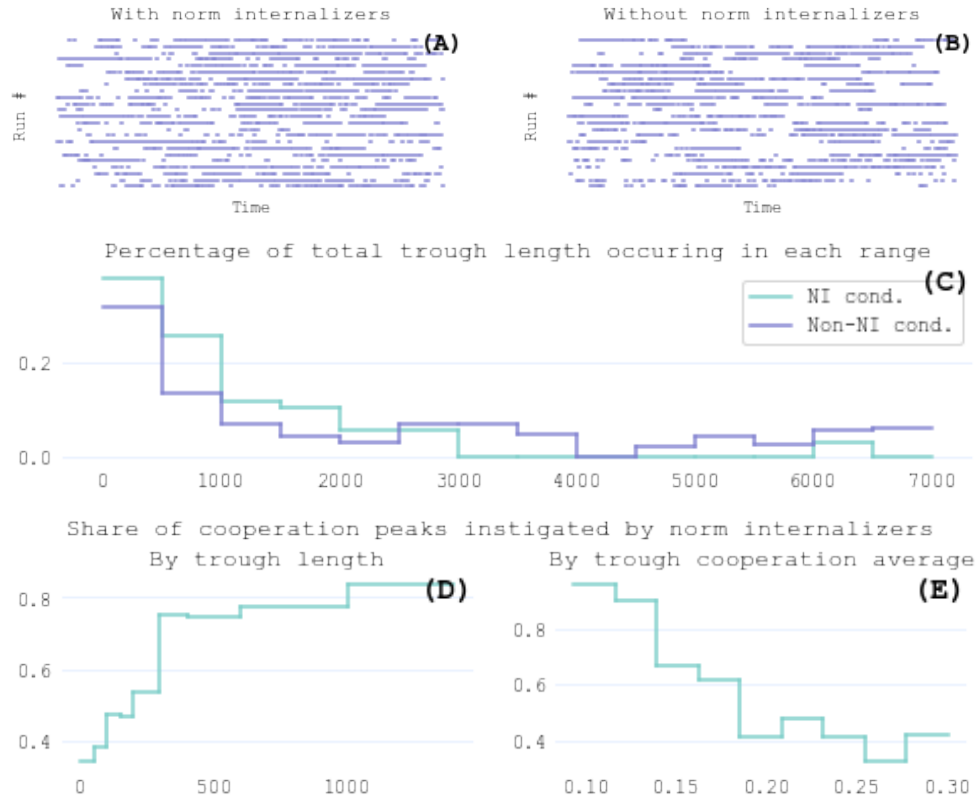 With norm internalizers
Without norm internalizers
(A)
(B)
Run #
Run #
Time
Time
Percentage of total trough length occuring in each range
(C)
NI cond.
Non-NI cond.
0.2
0.0
0 1000 2000 3000 4000 5000 6000 7000
Share of cooperation peaks instigated by norm internalizers
By trough length
By trough cooperation average
(D)
(E)
0.8
0.6
0.4
0 500 1000
0.8
0.6
0.4
0.10 0.15 0.20 0.25 0.30